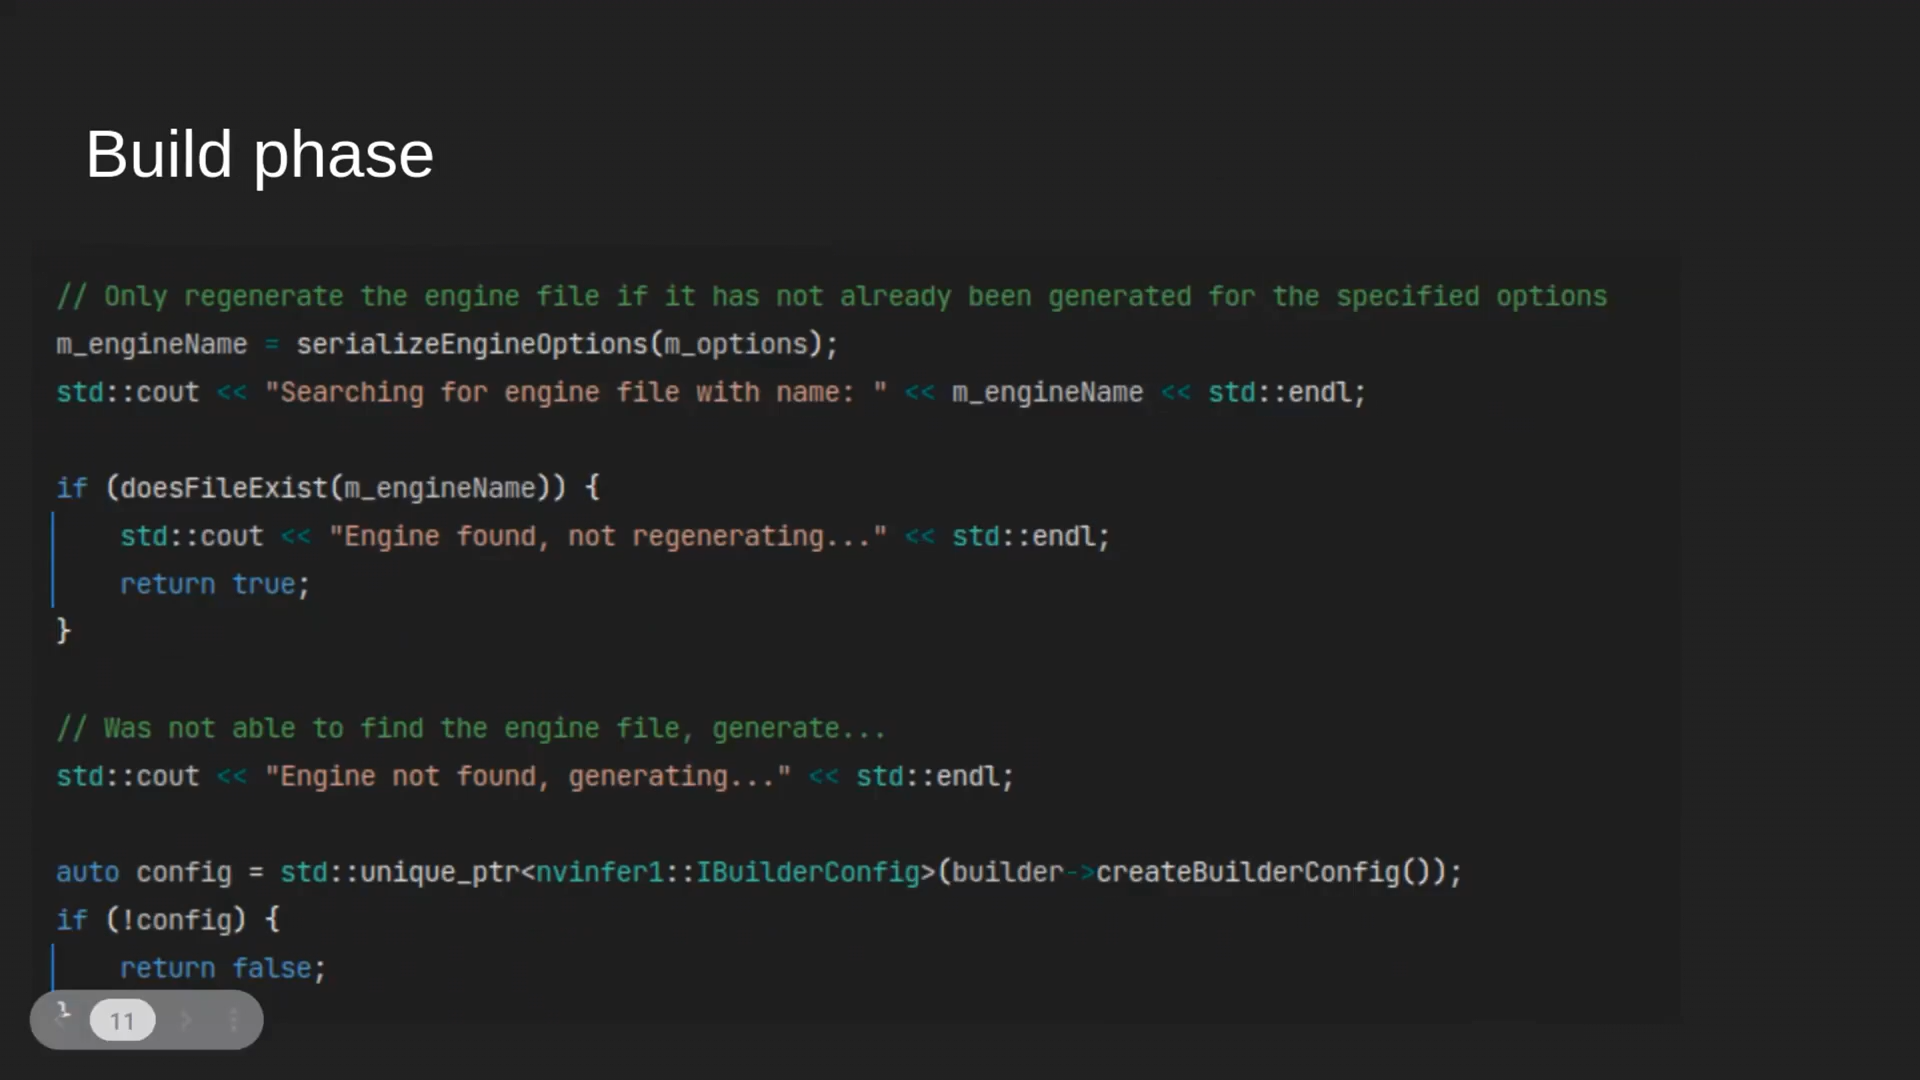 Build phase
// Only regenerate the engine file if it has not already been generated for the specified options
m_engineName = serializeEngineOptions(m_options);
std::cout << "Searching for engine file with name: " << m_engineName << std::endl;
if (doesFileExist(m_engineName)) {
    std::cout << "Engine found, not regenerating..." << std::endl;
    return true;
}
// Was not able to find the engine file, generate...
std::cout << "Engine not found, generating..." << std::endl;
auto config = std::unique_ptr<nvinfer1::IBuilderConfig>(builder->createBuilderConfig());
if (!config) {
    return false;
}
11